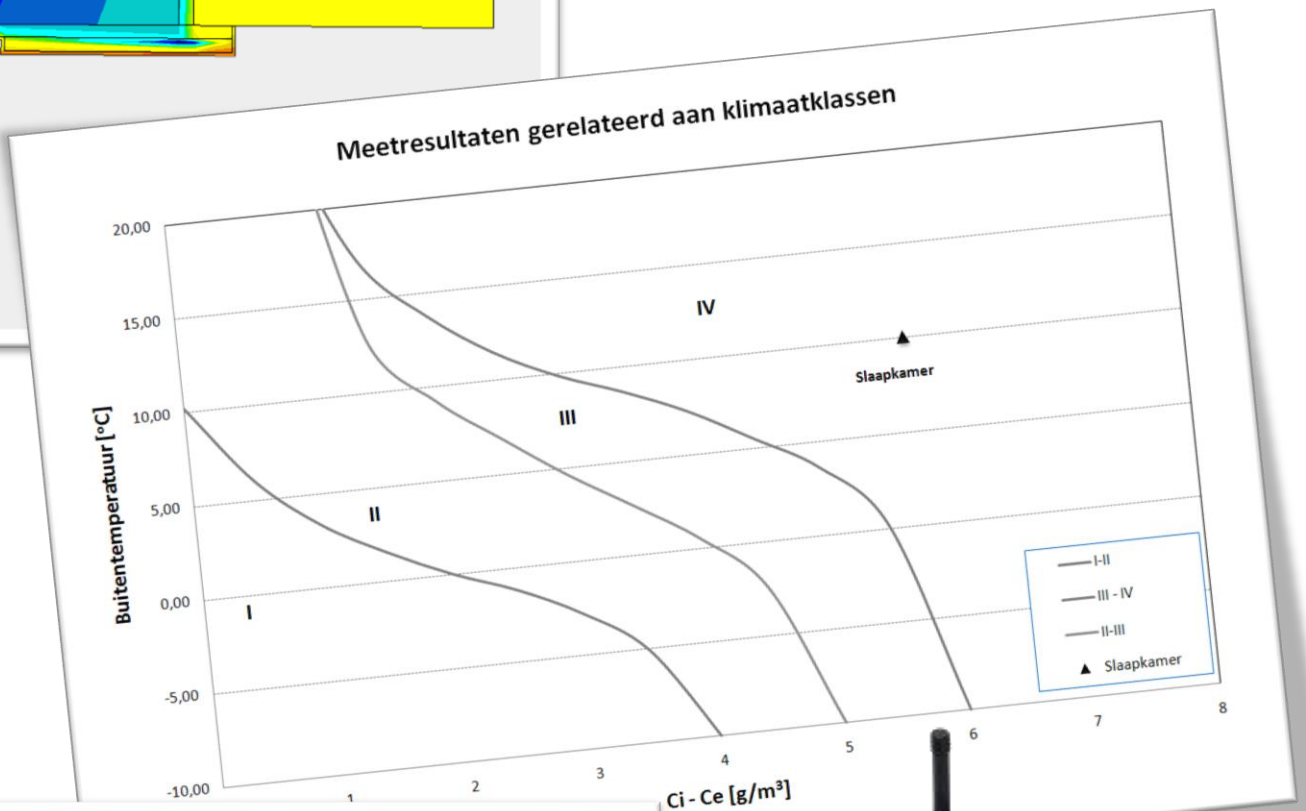 Meetresultaten gerelateerd aan klimaatklassen
20,00
15,00
10,00
5,00
0,00
-5,00
-10,00
Buitentemperatuur [°C]
IV
III
II
I
Slaapkamer
I-II
III - IV
II-III
Slaapkamer
1
2
3
4
5
6
7
8
Ci - Ce [g/m³]